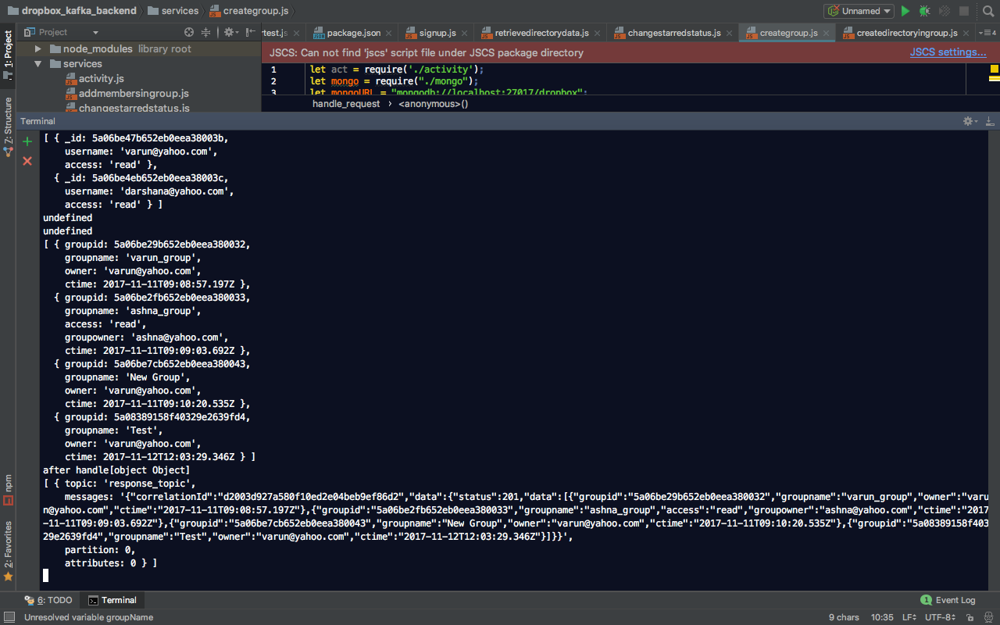 dropbox_kafka_backend services creategroup.js Unnamed
1: Project
Project
test.js package.json signup.js retrievedirectorydata.js changestarredstatus.js creategroup.js createdirectoryingroup.js 4
node_modules library root
services
activity.js
addmembersingroup.js
changestarredstatus.js
JSCS: Can not find 'jscs' script file under JSCS package directory JSCS settings...
1 let act = require('./activity');
2 let mongo = require("./mongo");
3 let mongoURL = "mongodb://localhost:27017/dropbox";
handle_request <anonymous>()
Z: Structure
Terminal
[ { _id: 5a06be47b652eb0eea38003b,
username: 'varun@yahoo.com',
access: 'read' },
{ _id: 5a06be4eb652eb0eea38003c,
username: 'darshana@yahoo.com',
access: 'read' } ]
undefined
undefined
[ { groupid: 5a06be29b652eb0eea380032,
groupname: 'varun_group',
owner: 'varun@yahoo.com',
ctime: 2017-11-11T09:08:57.197Z },
{ groupid: 5a06be2fb652eb0eea380033,
groupname: 'ashna_group',
access: 'read',
groupowner: 'ashna@yahoo.com',
ctime: 2017-11-11T09:09:03.692Z },
{ groupid: 5a06be7cb652eb0eea380043,
groupname: 'New Group',
owner: 'varun@yahoo.com',
ctime: 2017-11-11T09:10:20.535Z },
{ groupid: 5a08389158f40329e2639fd4,
groupname: 'Test',
owner: 'varun@yahoo.com',
ctime: 2017-11-12T12:03:29.346Z } ]
after handle[object Object]
[ { topic: 'response_topic',
messages: '{"correlationId":"d2003d927a580f10ed2e04beb9ef86d2","data":{"status":201,"data":[{"groupid":"5a06be29b652eb0eea380032","groupname":"varun_group","owner":"varu
n@yahoo.com","ctime":"2017-11-11T09:08:57.197Z"},{"groupid":"5a06be2fb652eb0eea380033","groupname":"ashna_group","access":"read","groupowner":"ashna@yahoo.com","ctime":"2017
-11-11T09:09:03.692Z"},{"groupid":"5a06be7cb652eb0eea380043","groupname":"New Group","owner":"varun@yahoo.com","ctime":"2017-11-11T09:10:20.535Z"},{"groupid":"5a08389158f403
29e2639fd4","groupname":"Test","owner":"varun@yahoo.com","ctime":"2017-11-12T12:03:29.346Z"}]}}',
partition: 0,
attributes: 0 } ]
npm
2: Favorites
6: TODO Terminal 1 Event Log
Unresolved variable groupName 9 chars 10:35 LF UTF-8